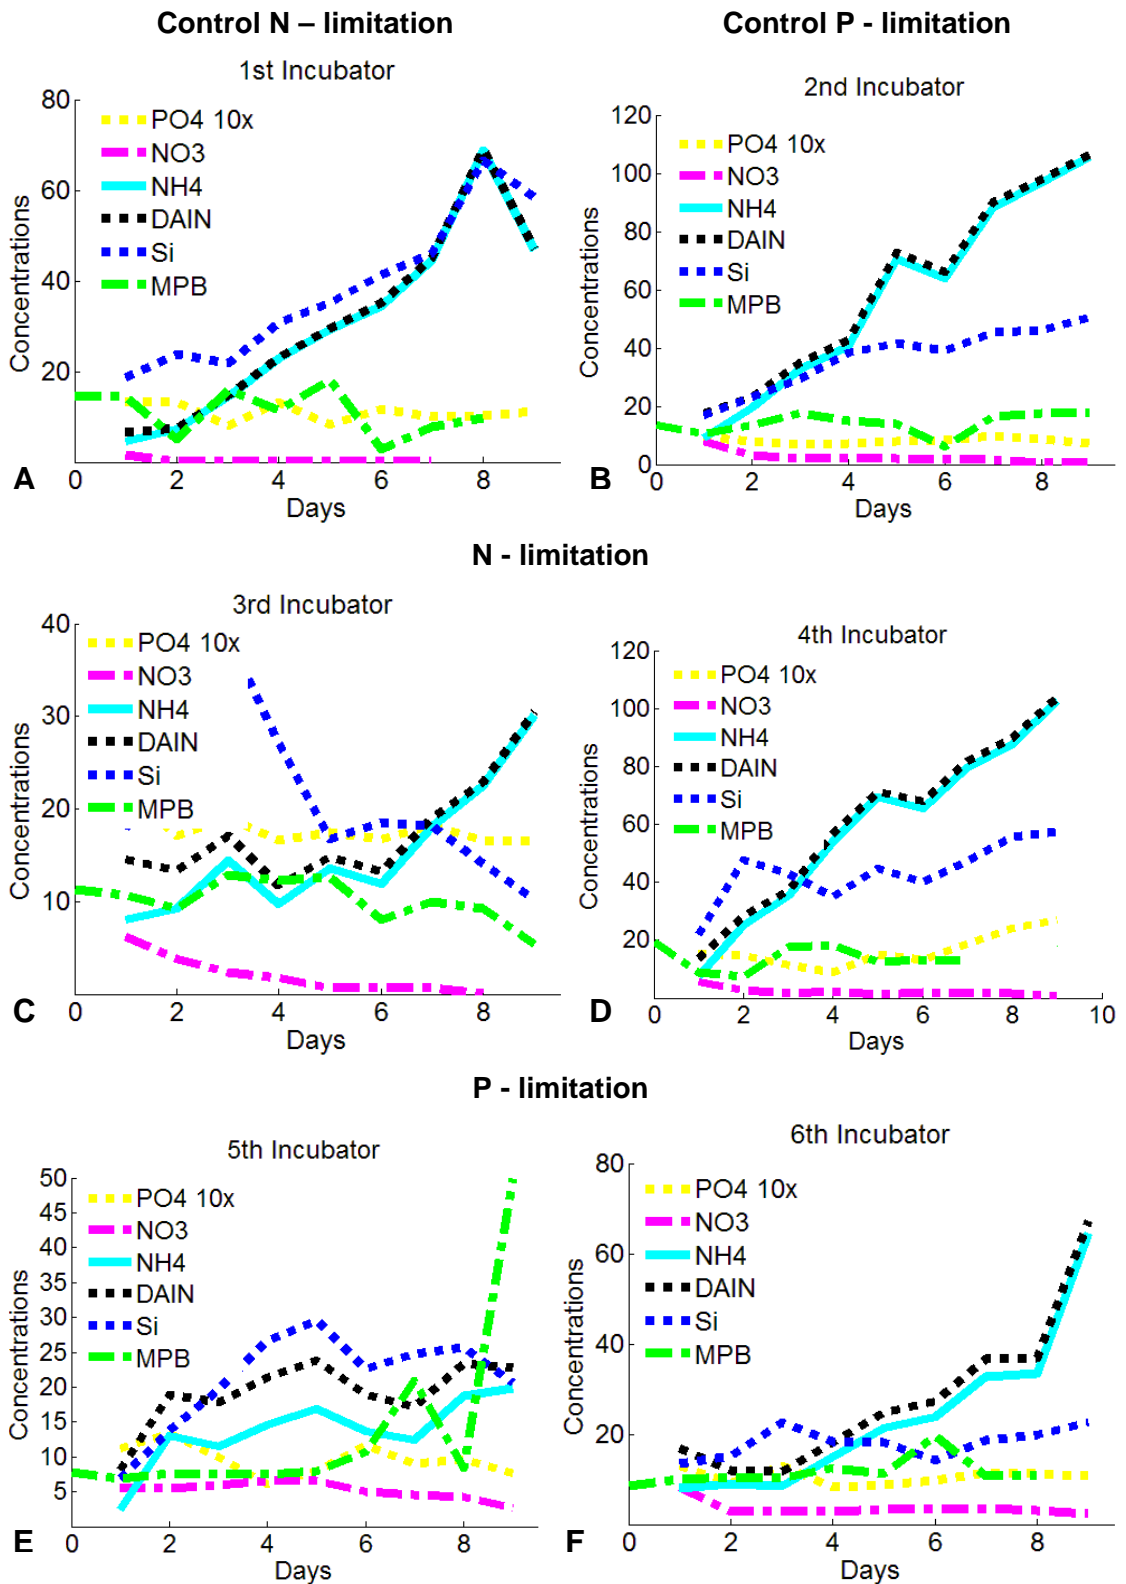 Control N – limitation
Control P - limitation
1st Incubator
80
60
40
20
0
2
4
6
8
Concentrations
Days
PO4 10x
NO3
NH4
DAIN
Si
MPB
A
2nd Incubator
120
100
80
60
40
20
0
0
2
4
6
8
Concentrations
Days
PO4 10x
NO3
NH4
DAIN
Si
MPB
B
N - limitation
3rd Incubator
40
30
20
10
0
2
4
6
8
Concentrations
Days
PO4 10x
NO3
NH4
DAIN
Si
MPB
C
4th Incubator
120
100
80
60
40
20
0
2
4
6
8
10
Concentrations
Days
PO4 10x
NO3
NH4
DAIN
Si
MPB
D
P - limitation
5th Incubator
50
45
40
35
30
25
20
15
10
5
0
2
4
6
8
Concentrations
Days
PO4 10x
NO3
NH4
DAIN
Si
MPB
E
6th Incubator
80
60
40
20
0
2
4
6
8
Concentrations
Days
PO4 10x
NO3
NH4
DAIN
Si
MPB
F